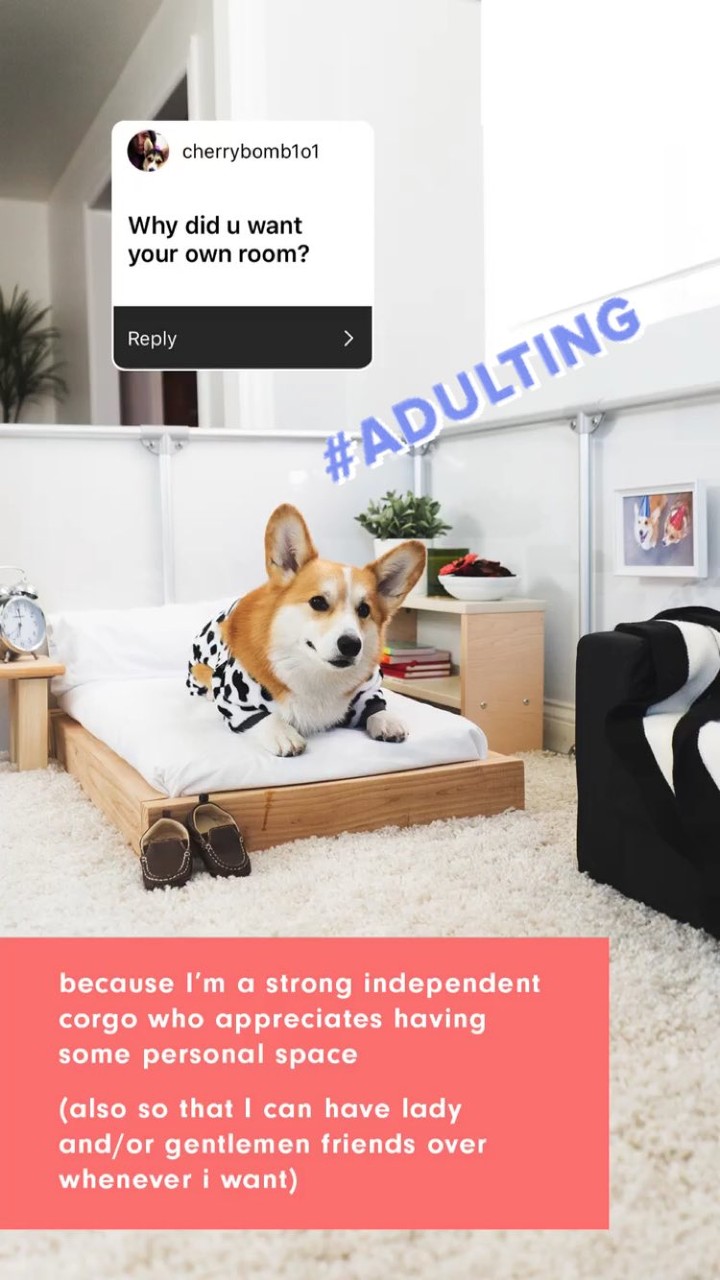 cherrybomb1o1
Why did u want
your own room?
Reply
#ADULTING
because I'm a strong independent
corgo who appreciates having
some personal space
(also so that I can have lady
and/or gentlemen friends over
whenever i want)